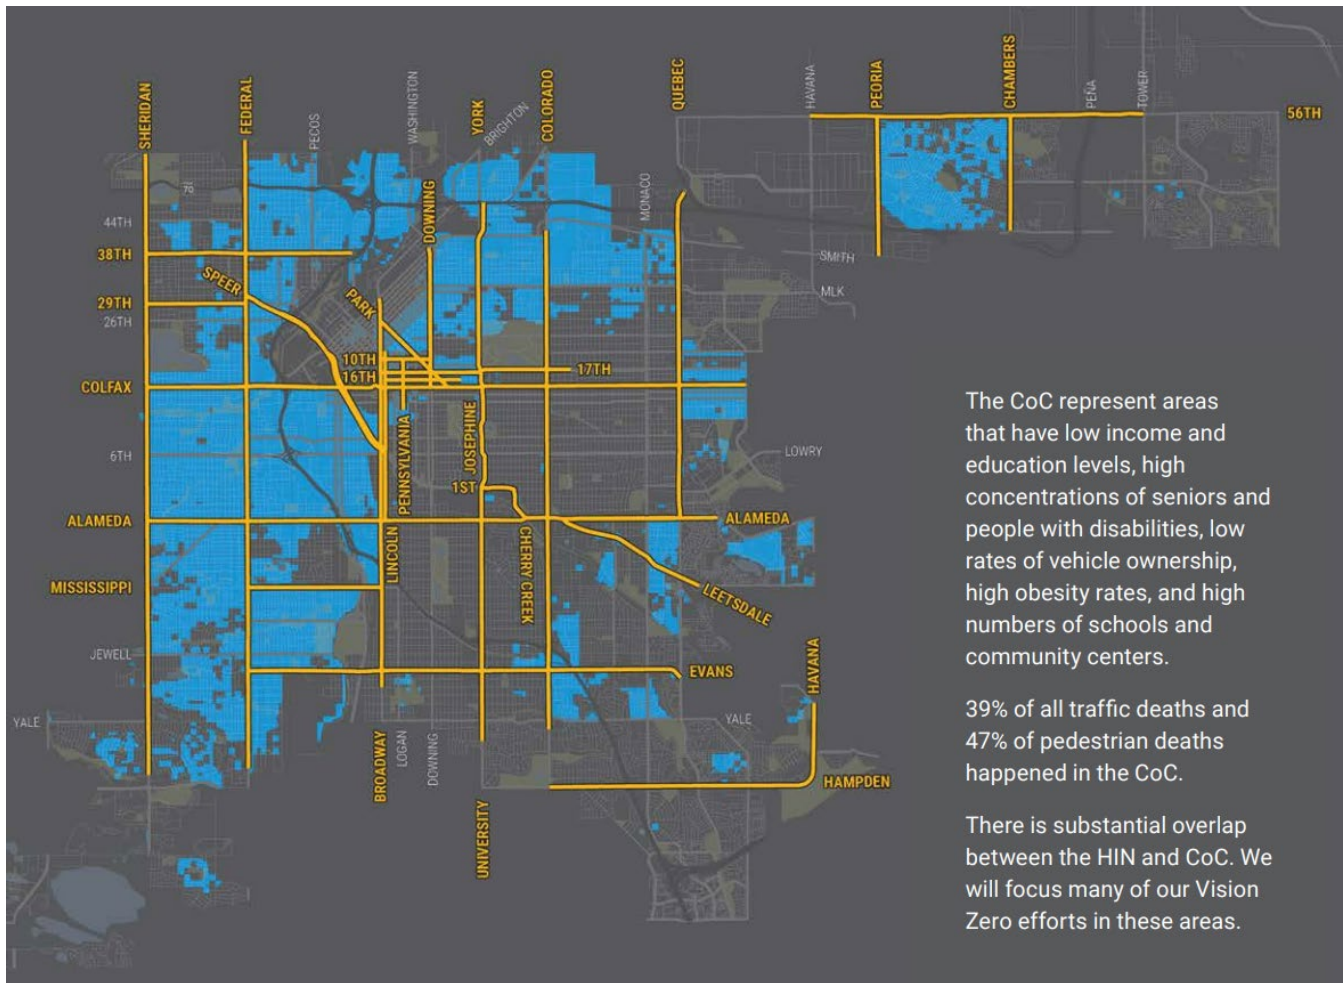 SHERIDAN
FEDERAL
PECOS
WASHINGTON
YORK
BRIGHTON
COLORADO
QUEBEC
HAVANA
PEORIA
CHAMBERS
PEÑA
TOWER
56TH
70
44TH
38TH
SPEER
29TH
26TH
PARK
DOWNING
MONACO
SMITH
MLK
10TH
16TH
17TH
COLFAX
6TH
PENNSYLVANIA
JOSEPHINE
1ST
LOWRY
ALAMEDA
ALAMEDA
LINCOLN
CHERRY CREEK
LEETSDALE
MISSISSIPPI
JEWELL
EVANS
HAVANA
YALE
YALE
BROADWAY
LOGAN
DOWNING
UNIVERSITY
HAMPDEN
The CoC represent areas
that have low income and
education levels, high
concentrations of seniors and
people with disabilities, low
rates of vehicle ownership,
high obesity rates, and high
numbers of schools and
community centers.
39% of all traffic deaths and
47% of pedestrian deaths
happened in the CoC.
There is substantial overlap
between the HIN and CoC. We
will focus many of our Vision
Zero efforts in these areas.